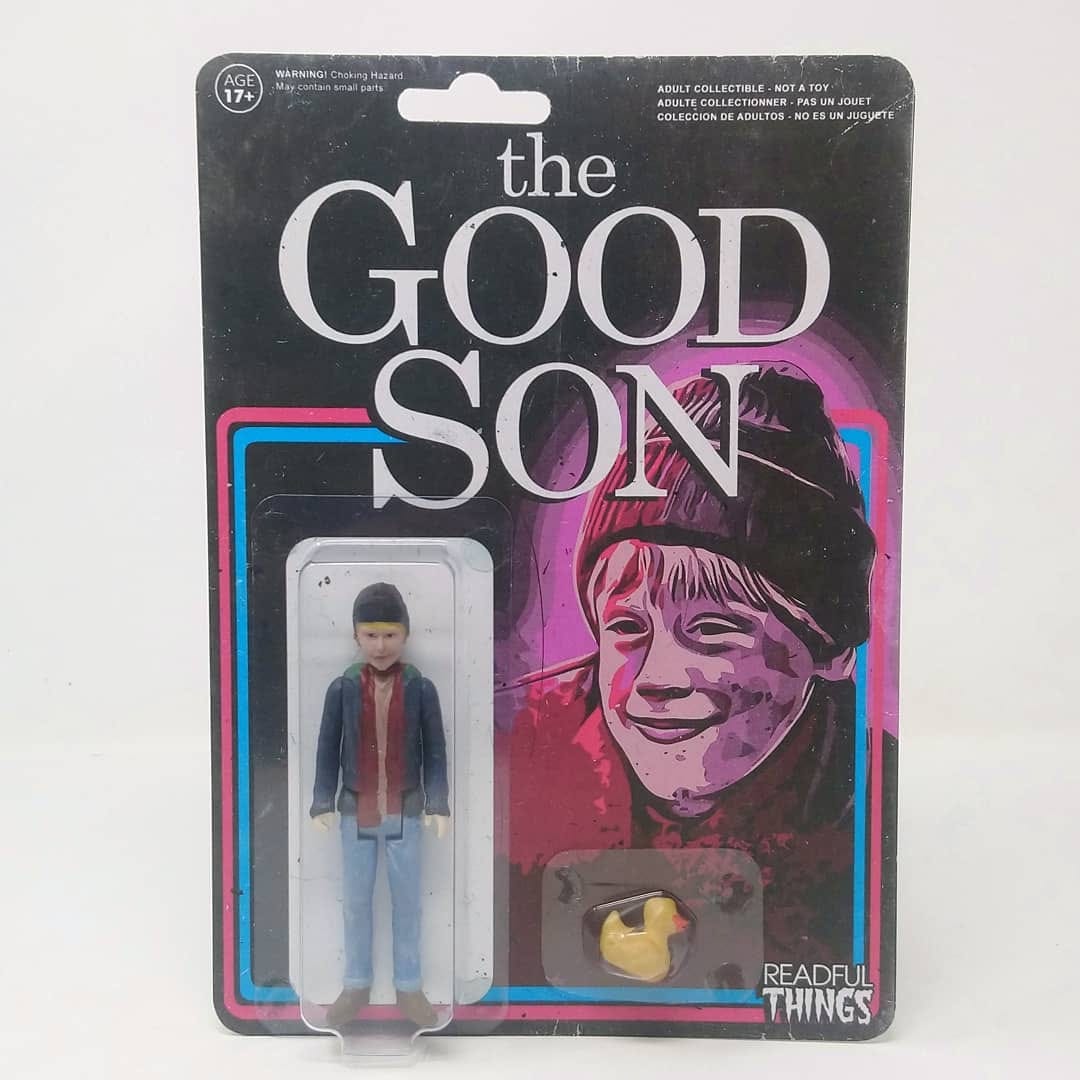 AGE
17+
WARNING! Choking Hazard
May contain small parts
ADULT COLLECTIBLE - NOT A TOY
ADULTE COLLECTIONNER - PAS UN JOUET
COLECCION DE ADULTOS - NO ES UN JUGUETE
the
GOOD
SON
READFUL
THINGS